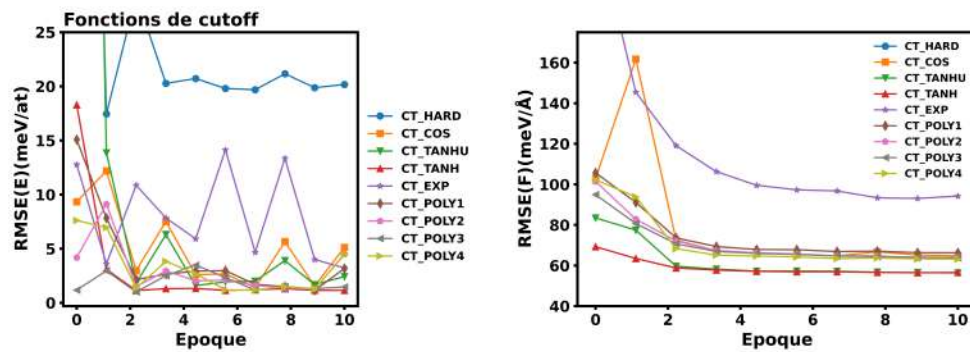 Fonctions de cutoff
RMSE(E)(meV/at)
25
20
15
10
5
0
0 2 4 6 8 10
Epoque
CT_HARD
CT_COS
CT_TANHU
CT_TANH
CT_EXP
CT_POLY1
CT_POLY2
CT_POLY3
CT_POLY4
RMSE(F)(meV/Å)
160
140
120
100
80
60
40
0 2 4 6 8 10
Epoque
CT_HARD
CT_COS
CT_TANHU
CT_TANH
CT_EXP
CT_POLY1
CT_POLY2
CT_POLY3
CT_POLY4